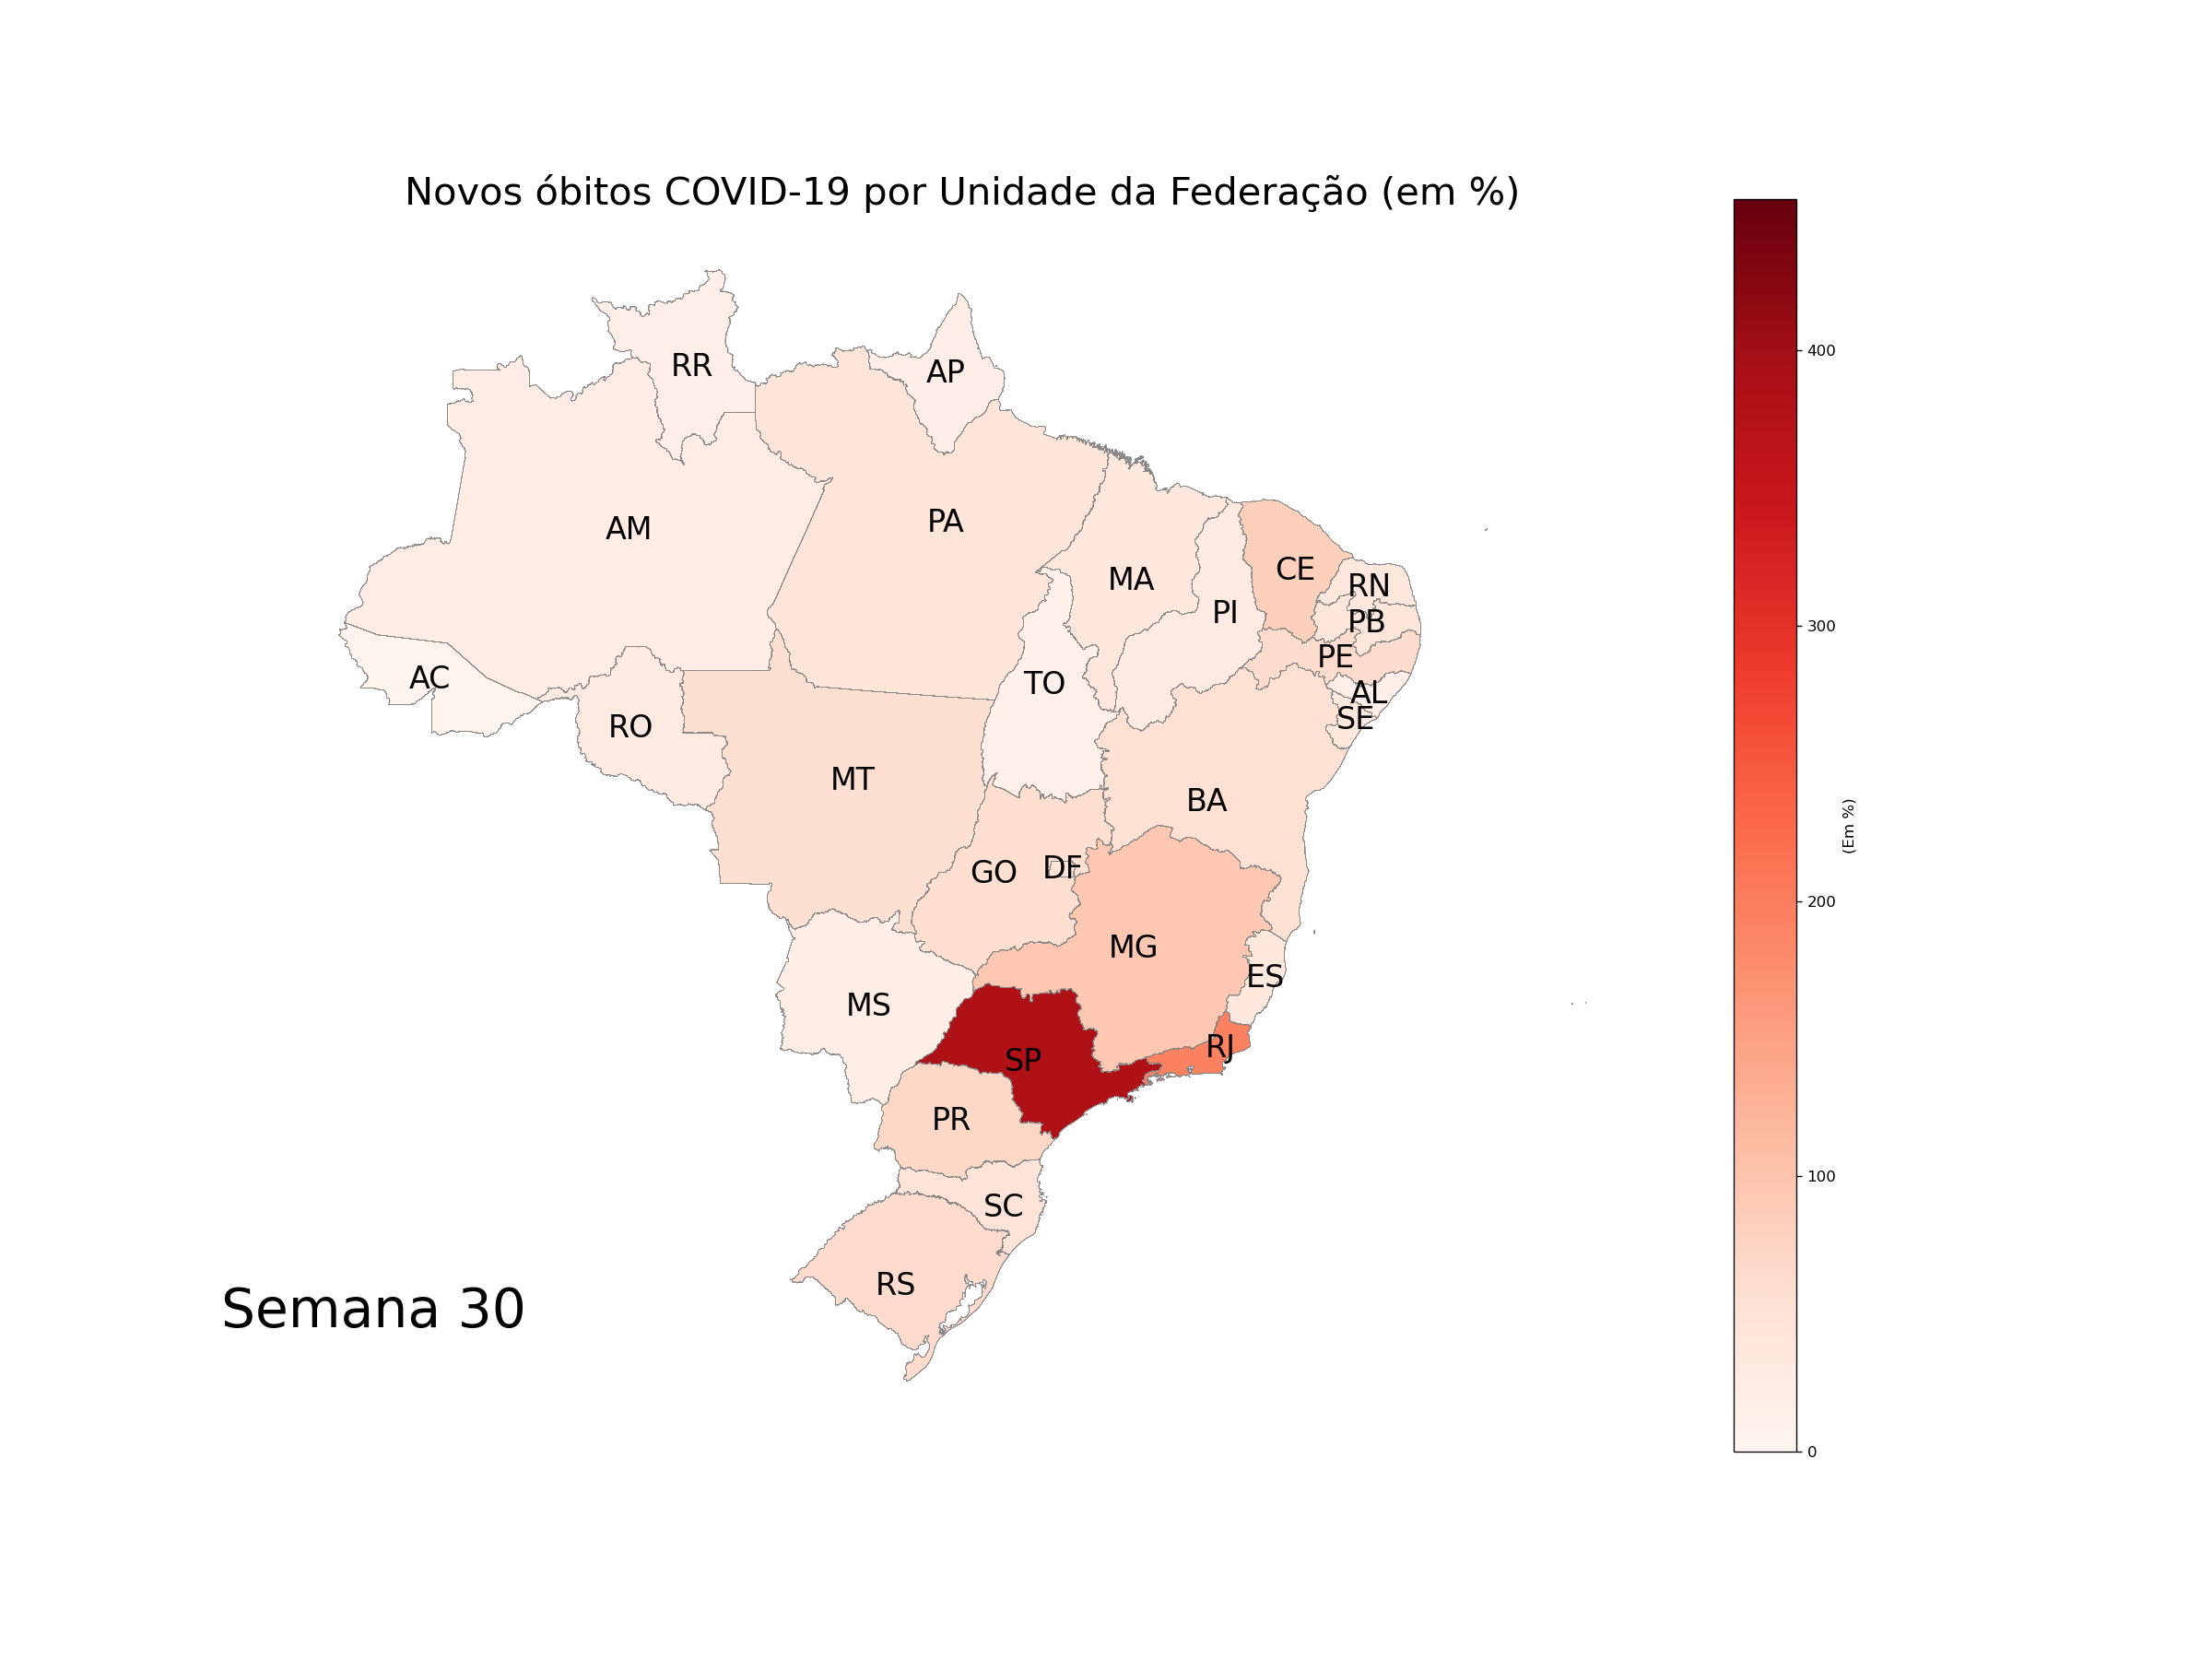 Novos óbitos COVID-19 por Unidade da Federação (em %)
RR
AP
AM
PA
MA
CE
PI
RN
PB
PE
AC
TO
AL
SE
RO
MT
BA
GO
DF
MG
ES
MS
RJ
SP
PR
SC
RS
Semana 30
400
300
200
100
0
(Em %)